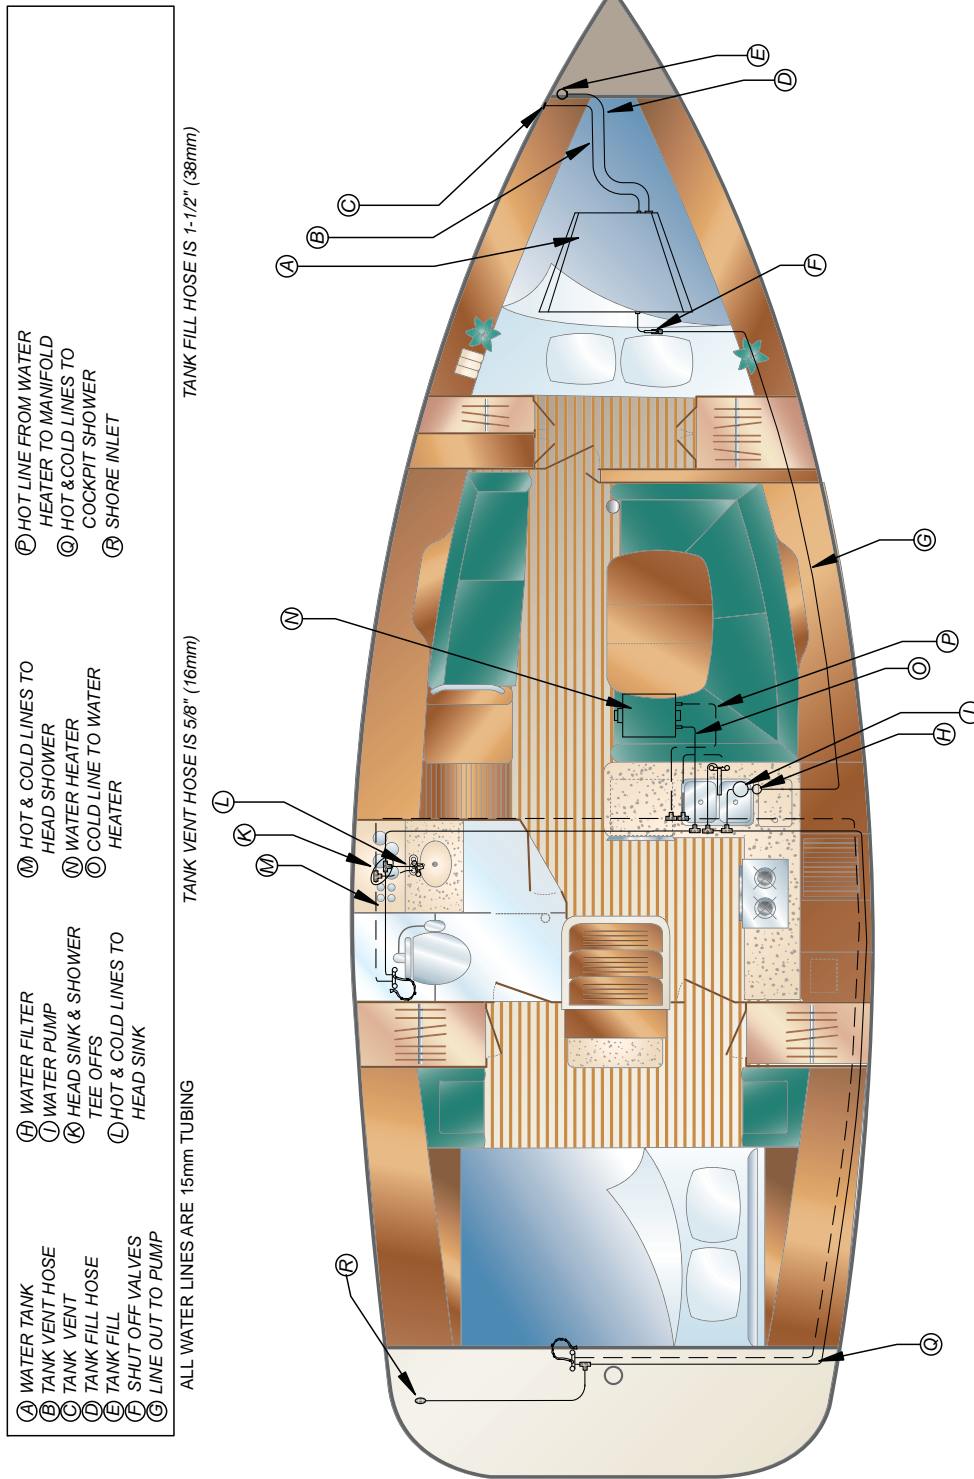 A WATER TANK
B TANK VENT HOSE
C TANK VENT
D TANK FILL HOSE
E TANK FILL
F SHUT OFF VALVES
G LINE OUT TO PUMP
H WATER FILTER
I WATER PUMP
K HEAD SINK & SHOWER
TEE OFFS
L HOT & COLD LINES TO
HEAD SINK
M HOT & COLD LINES TO
HEAD SHOWER
N WATER HEATER
O COLD LINE TO WATER
HEATER
P HOT LINE FROM WATER
HEATER TO MANIFOLD
Q HOT &COLD LINES TO
COCKPIT SHOWER
R SHORE INLET
ALL WATER LINES ARE 15mm TUBING
TANK VENT HOSE IS 5/8" (16mm)
TANK FILL HOSE IS 1-1/2" (38mm)
R
M
K
L
N
A
B
C
E
D
F
G
P
O
I
H
Q